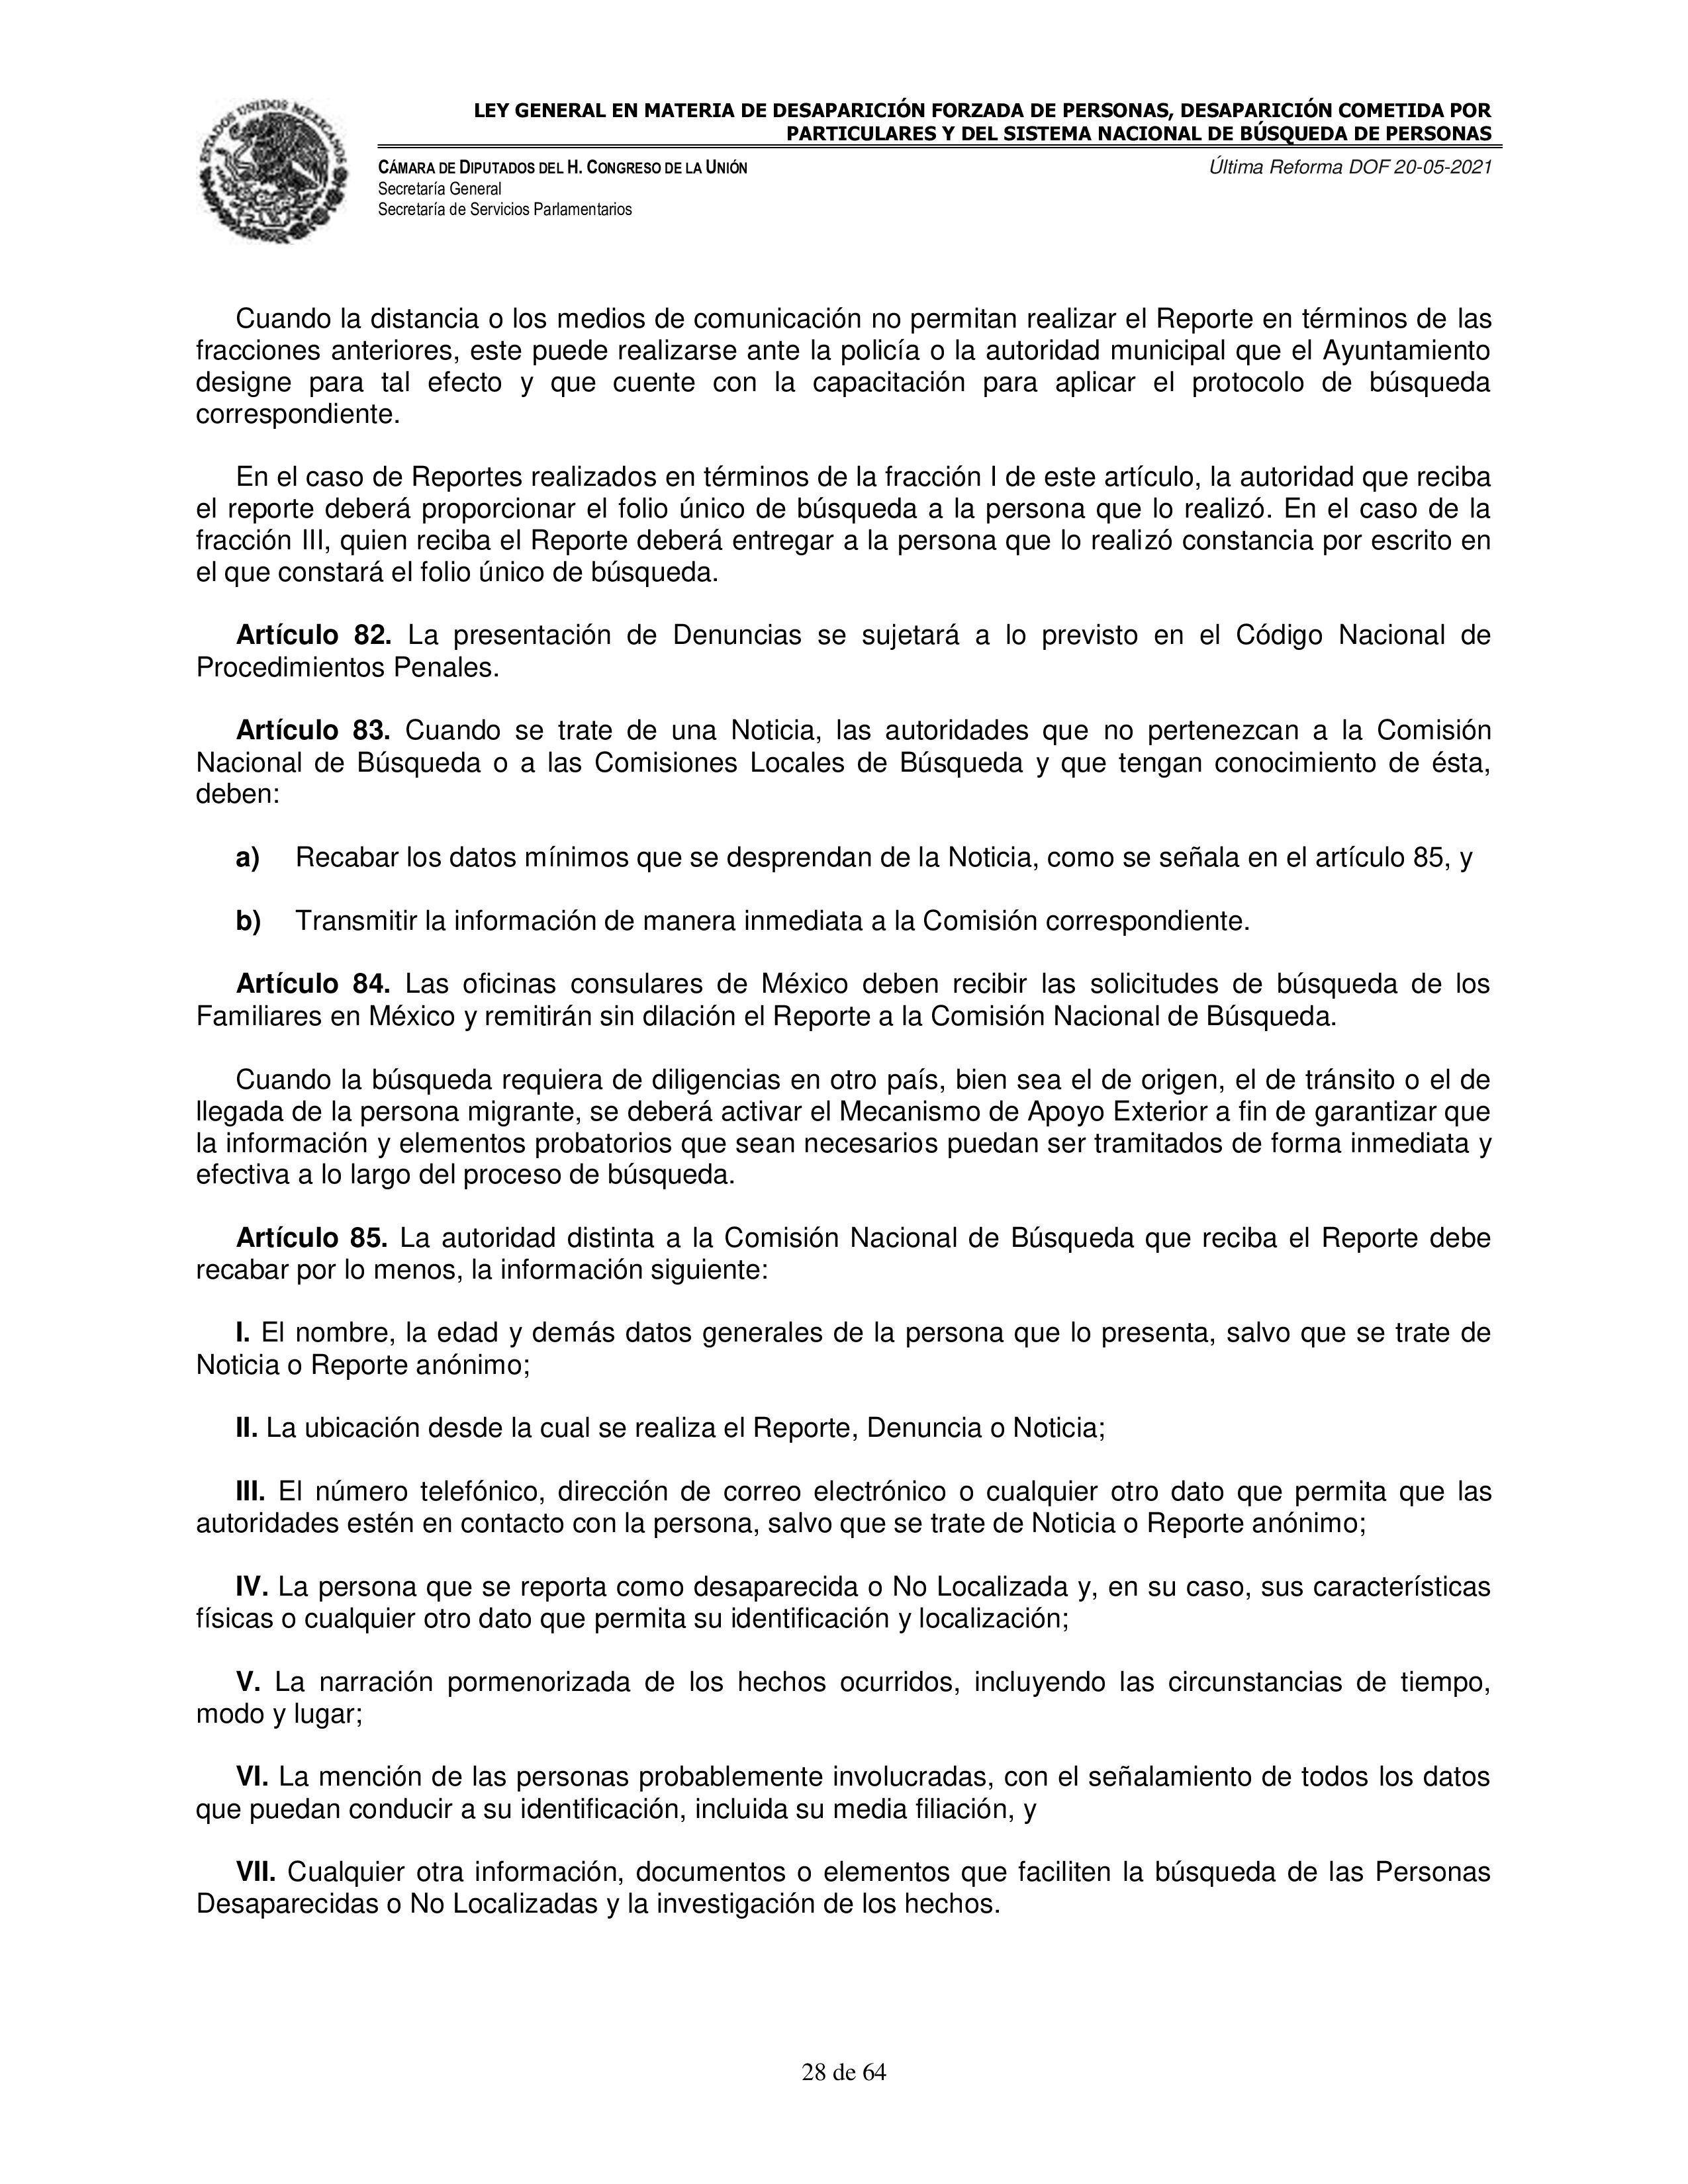 ESTADOS UNIDOS MEXICANOS
LEY GENERAL EN MATERIA DE DESAPARICIÓN FORZADA DE PERSONAS, DESAPARICIÓN COMETIDA POR
PARTICULARES Y DEL SISTEMA NACIONAL DE BÚSQUEDA DE PERSONAS
CÁMARA DE DIPUTADOS DEL H. CONGRESO DE LA UNIÓN
Última Reforma DOF 20-05-2021
Secretaría General
Secretaría de Servicios Parlamentarios
Cuando la distancia o los medios de comunicación no permitan realizar el Reporte en términos de las
fracciones anteriores, este puede realizarse ante la policía o la autoridad municipal que el Ayuntamiento
designe para tal efecto y que cuente con la capacitación para aplicar el protocolo de búsqueda
correspondiente.
En el caso de Reportes realizados en términos de la fracción I de este artículo, la autoridad que reciba
el reporte deberá proporcionar el folio único de búsqueda a la persona que lo realizó. En el caso de la
fracción III, quien reciba el Reporte deberá entregar a la persona que lo realizó constancia por escrito en
el que constará el folio único de búsqueda.
Artículo 82. La presentación de Denuncias se sujetará a lo previsto en el Código Nacional de
Procedimientos Penales.
Artículo 83. Cuando se trate de una Noticia, las autoridades que no pertenezcan a la Comisión
Nacional de Búsqueda o a las Comisiones Locales de Búsqueda y que tengan conocimiento de ésta,
deben:
a) Recabar los datos mínimos que se desprendan de la Noticia, como se señala en el artículo 85, y
b) Transmitir la información de manera inmediata a la Comisión correspondiente.
Artículo 84. Las oficinas consulares de México deben recibir las solicitudes de búsqueda de los
Familiares en México y remitirán sin dilación el Reporte a la Comisión Nacional de Búsqueda.
Cuando la búsqueda requiera de diligencias en otro país, bien sea el de origen, el de tránsito o el de
llegada de la persona migrante, se deberá activar el Mecanismo de Apoyo Exterior a fin de garantizar que
la información y elementos probatorios que sean necesarios puedan ser tramitados de forma inmediata y
efectiva a lo largo del proceso de búsqueda.
Artículo 85. La autoridad distinta a la Comisión Nacional de Búsqueda que reciba el Reporte debe
recabar por lo menos, la información siguiente:
I. El nombre, la edad y demás datos generales de la persona que lo presenta, salvo que se trate de
Noticia o Reporte anónimo;
II. La ubicación desde la cual se realiza el Reporte, Denuncia o Noticia;
III. El número telefónico, dirección de correo electrónico o cualquier otro dato que permita que las
autoridades estén en contacto con la persona, salvo que se trate de Noticia o Reporte anónimo;
IV. La persona que se reporta como desaparecida o No Localizada y, en su caso, sus características
físicas o cualquier otro dato que permita su identificación y localización;
V. La narración pormenorizada de los hechos ocurridos, incluyendo las circunstancias de tiempo,
modo y lugar;
VI. La mención de las personas probablemente involucradas, con el señalamiento de todos los datos
que puedan conducir a su identificación, incluida su media filiación, y
VII. Cualquier otra información, documentos o elementos que faciliten la búsqueda de las Personas
Desaparecidas o No Localizadas y la investigación de los hechos.
28 de 64